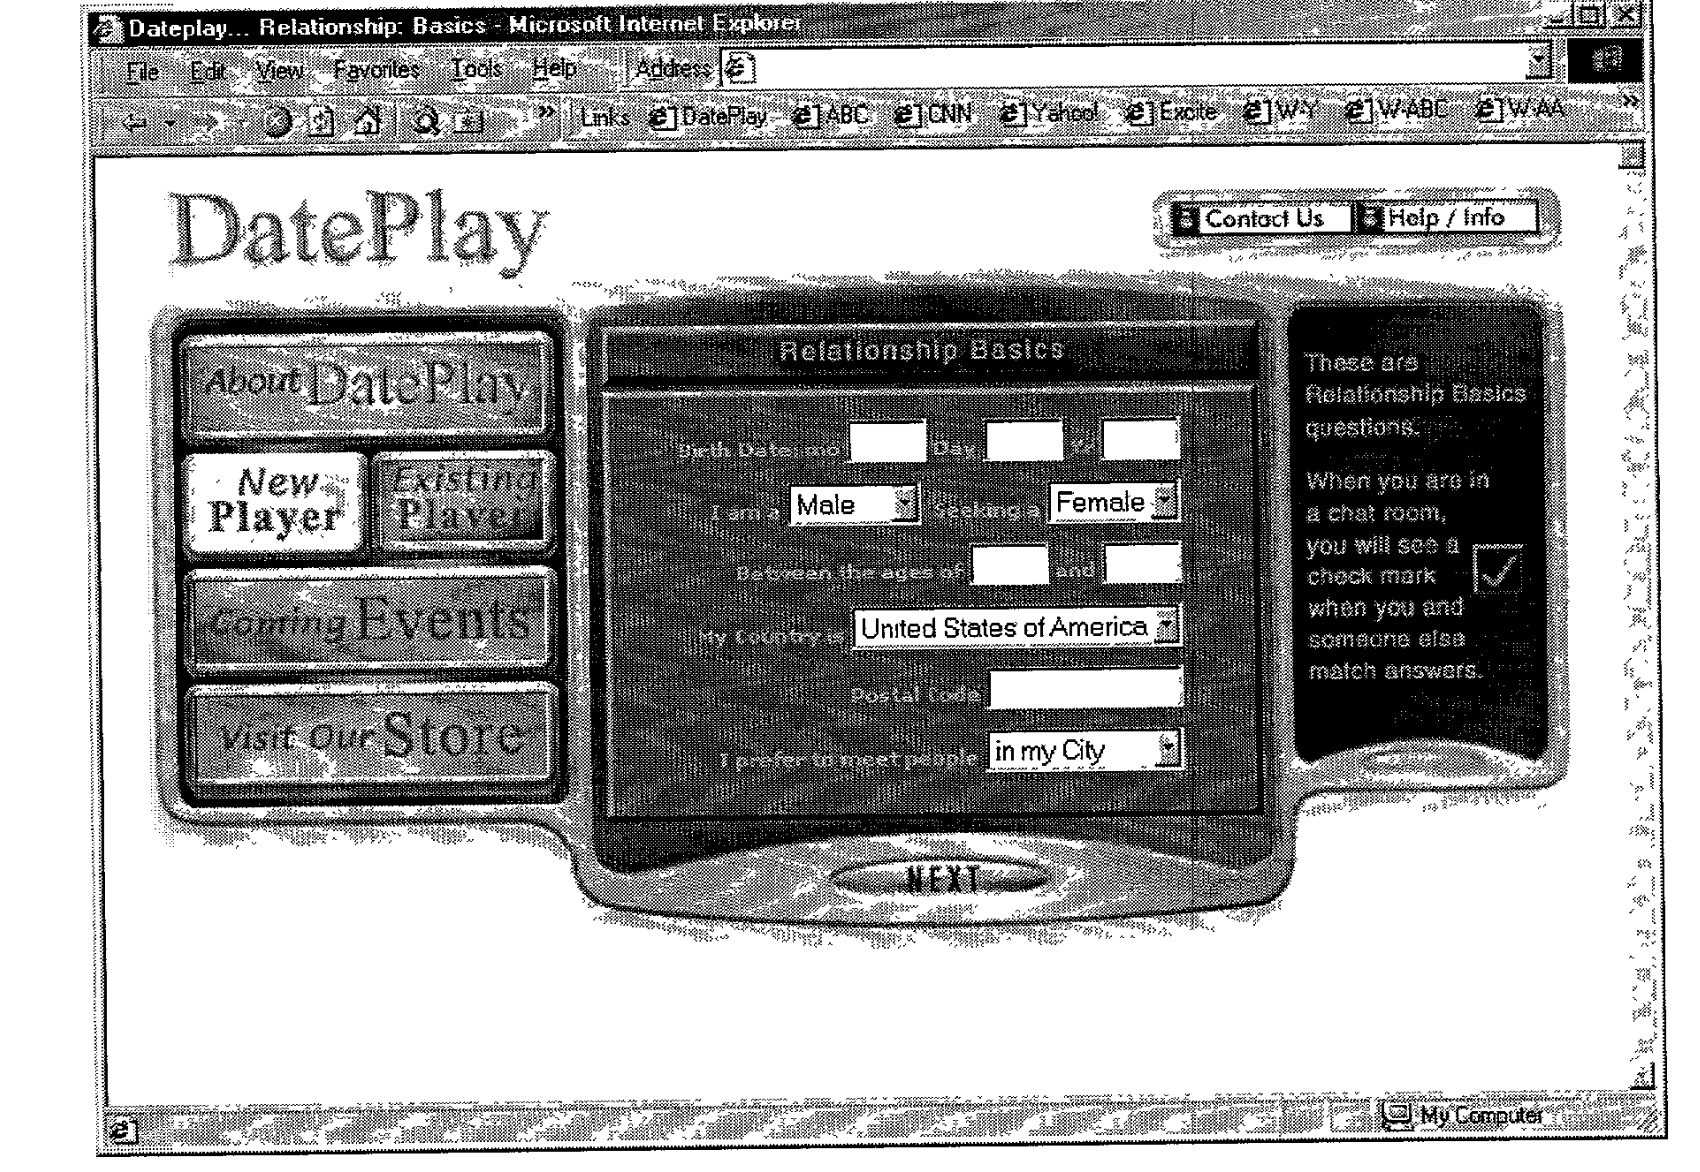 Dateplay... Relationship: Basics - Microsoft Internet Explorer
File Edit View Favorites Tools Help Address
» Links DatePlay ABC CNN Yahoo! Excite W-Y W-ABC W-AA »
DatePlay
Contact Us Help / Info
About DatePlay
New Player
Existing Player
Coming Events
Visit Our Store
Relationship Basics
Birth Date: mo Day Yr
I am a Male Seeking a Female
Between the ages of and
My Country United States of America
Postal Code
I prefer to meet people in my City
NEXT
These are
Relationship Basics
questions.
When you are in
a chat room,
you will see a
check mark
when you and
someone else
match answers.
My Computer